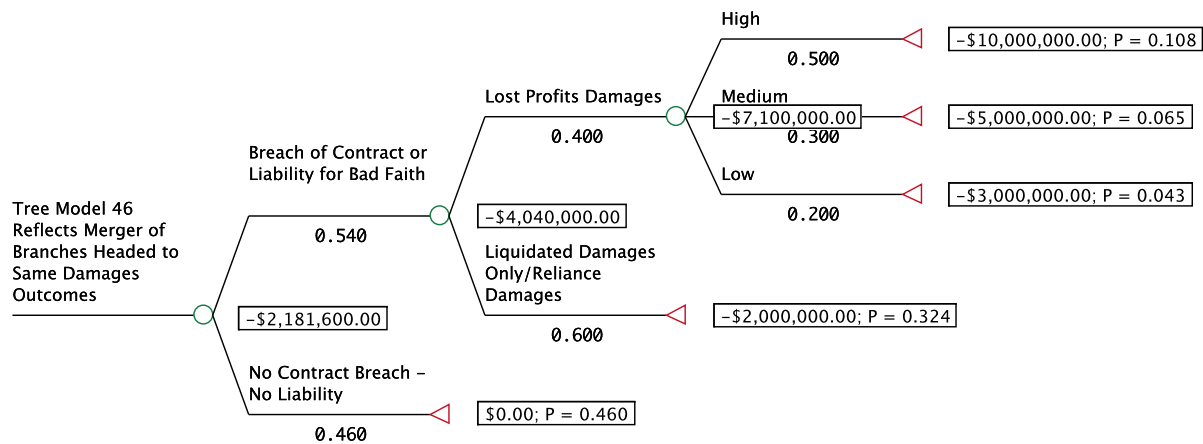 High
-$10,000,000.00; P = 0.108
0.500
Lost Profits Damages
Medium
-$7,100,000.00
-$5,000,000.00; P = 0.065
0.400
0.300
Breach of Contract or
Liability for Bad Faith
Low
-$3,000,000.00; P = 0.043
0.200
Tree Model 46
Reflects Merger of
Branches Headed to
Same Damages
Outcomes
-$4,040,000.00
0.540
Liquidated Damages
Only/Reliance
Damages
-$2,181,600.00
-$2,000,000.00; P = 0.324
0.600
No Contract Breach –
No Liability
$0.00; P = 0.460
0.460